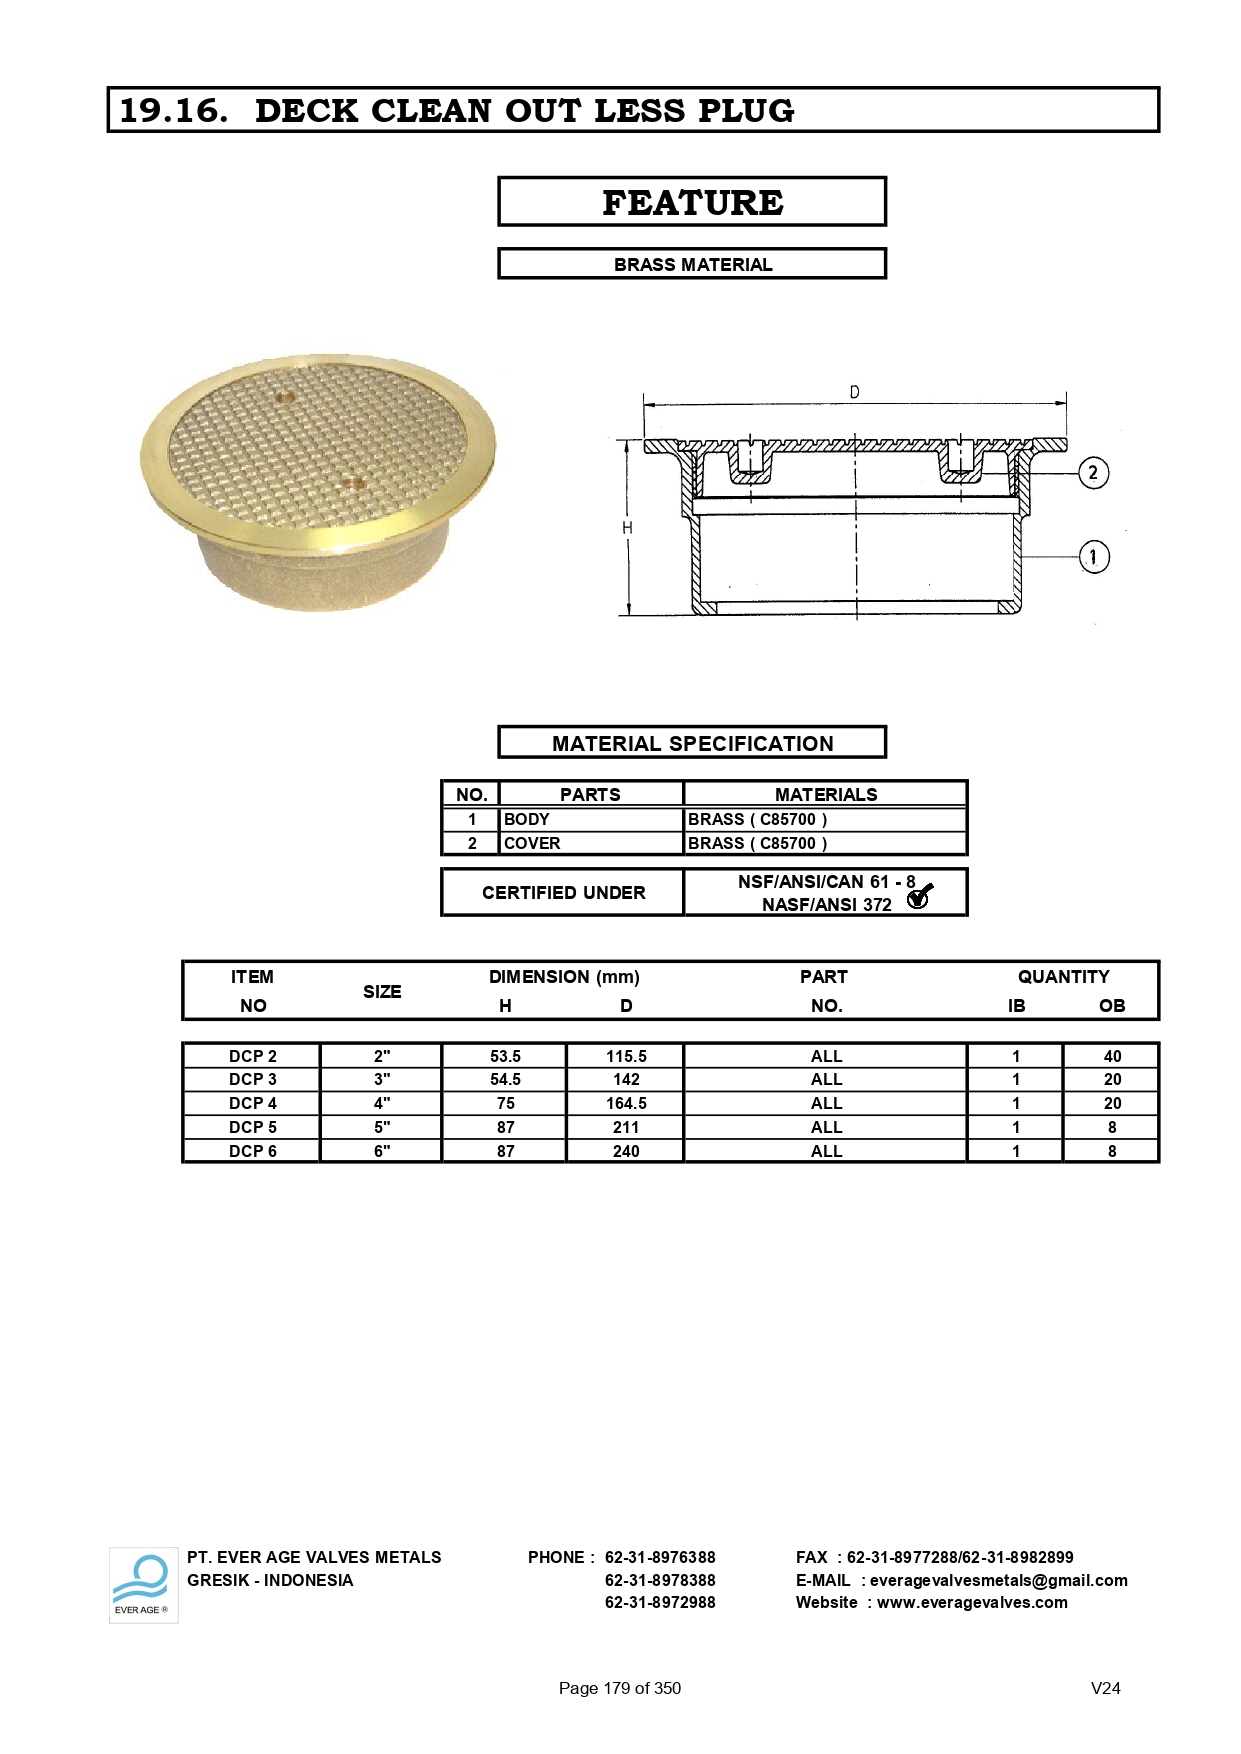 19.16. DECK CLEAN OUT LESS PLUG
FEATURE
BRASS MATERIAL
D
H
2
1
MATERIAL SPECIFICATION
NO. PARTS MATERIALS
1 BODY BRASS ( C85700 )
2 COVER BRASS ( C85700 )
CERTIFIED UNDER
NSF/ANSI/CAN 61 - 8
NASF/ANSI 372
ITEM SIZE DIMENSION (mm) PART QUANTITY
NO H D NO. IB OB
DCP 2 2" 53.5 115.5 ALL 1 40
DCP 3 3" 54.5 142 ALL 1 20
DCP 4 4" 75 164.5 ALL 1 20
DCP 5 5" 87 211 ALL 1 8
DCP 6 6" 87 240 ALL 1 8
EVER AGE ®
PT. EVER AGE VALVES METALS PHONE : 62-31-8976388 FAX : 62-31-8977288/62-31-8982899
GRESIK - INDONESIA 62-31-8978388 E-MAIL : everagevalvesmetals@gmail.com
62-31-8972988 Website : www.everagevalves.com
Page 179 of 350 V24